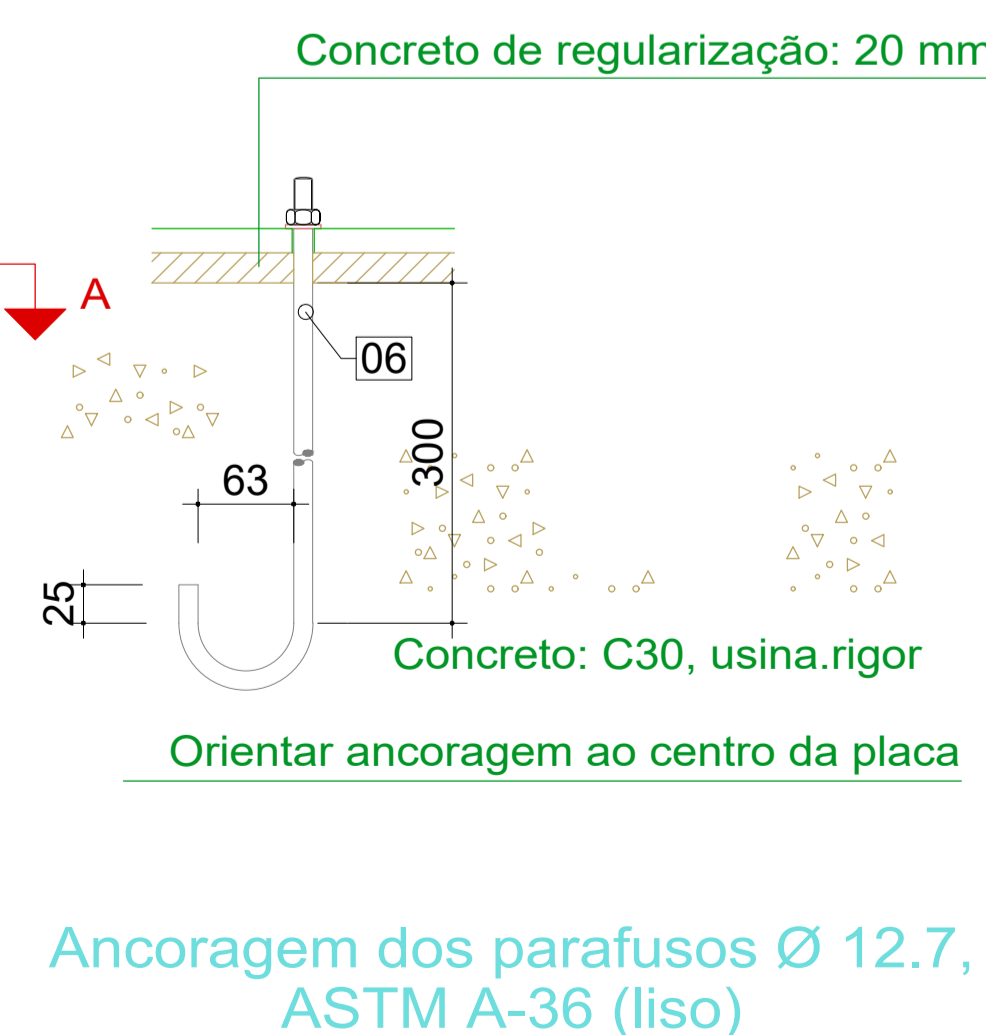 Concreto de regularização: 20 mm
A
06
300
63
25
Concreto: C30, usina.rigor
Orientar ancoragem ao centro da placa
Ancoragem dos parafusos Ø 12.7,
ASTM A-36 (liso)